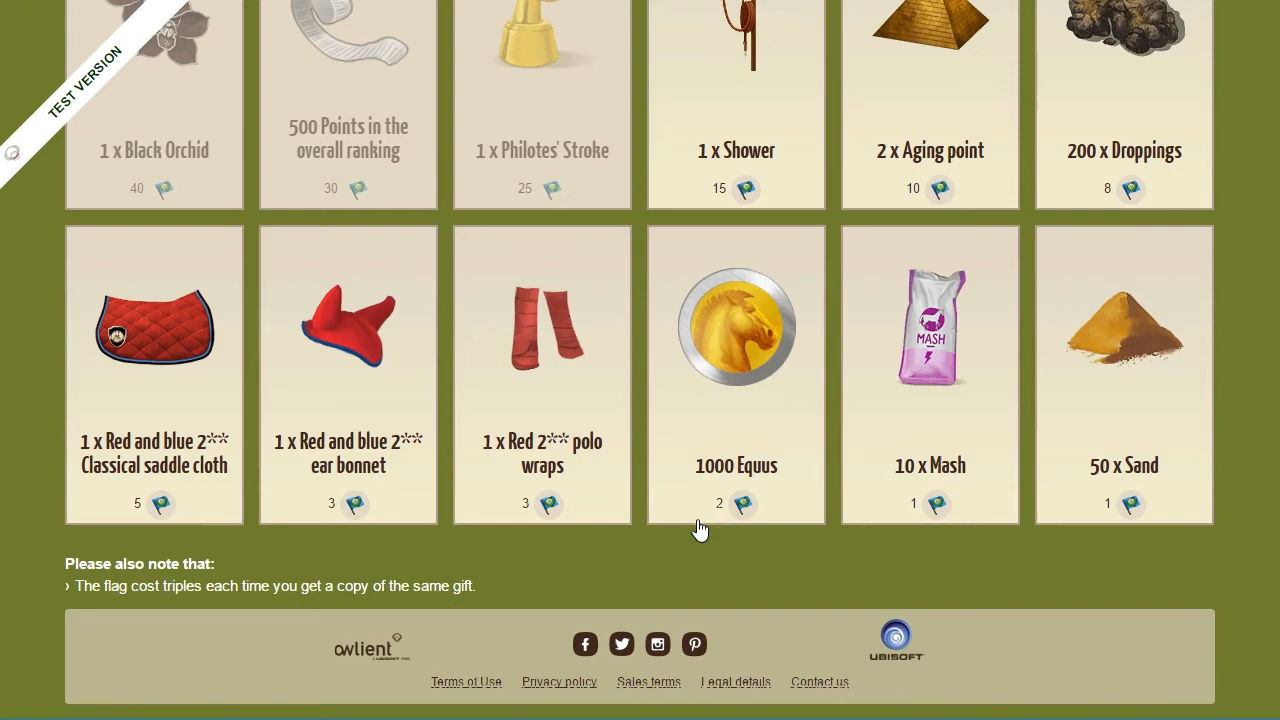 TEST VERSION
1 x Black Orchid
40
500 Points in the
overall ranking
30
1 x Philotes' Stroke
25
1 x Shower
15
2 x Aging point
10
200 x Droppings
8
1 x Red and blue 2**
Classical saddle cloth
5
1 x Red and blue 2**
ear bonnet
3
1 x Red 2** polo
wraps
3
1000 Equus
2
MASH
10 x Mash
1
50 x Sand
1
Please also note that:
› The flag cost triples each time you get a copy of the same gift.
owlient
UBISOFT
Terms of Use Privacy policy Sales terms Legal details Contact us